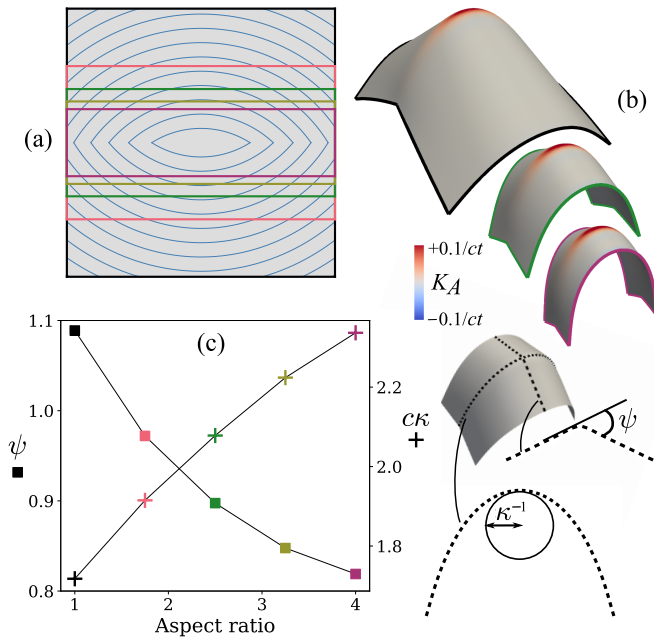 (a)
(b)
+0.1/ct
K_A
−0.1/ct
1.1
1.0
0.9
0.8
ψ
(c)
2.2
2.0
1.8
cκ
1
2
3
4
Aspect ratio
ψ
κ⁻¹